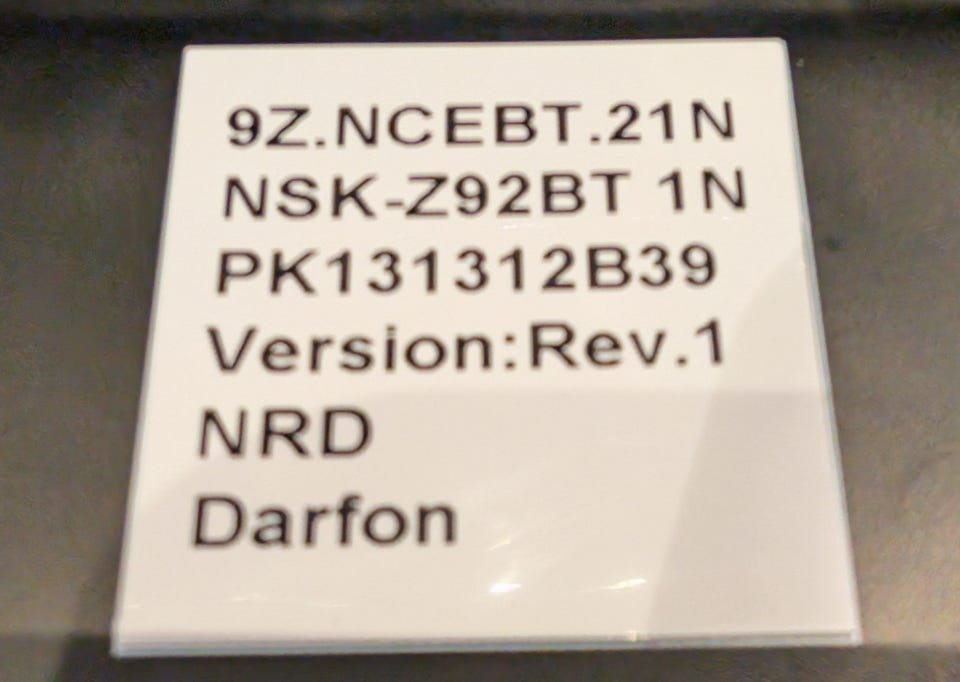 9Z.NCEBT.21N
NSK-Z92BT 1N
PK131312B39
Version:Rev.1
NRD
Darfon